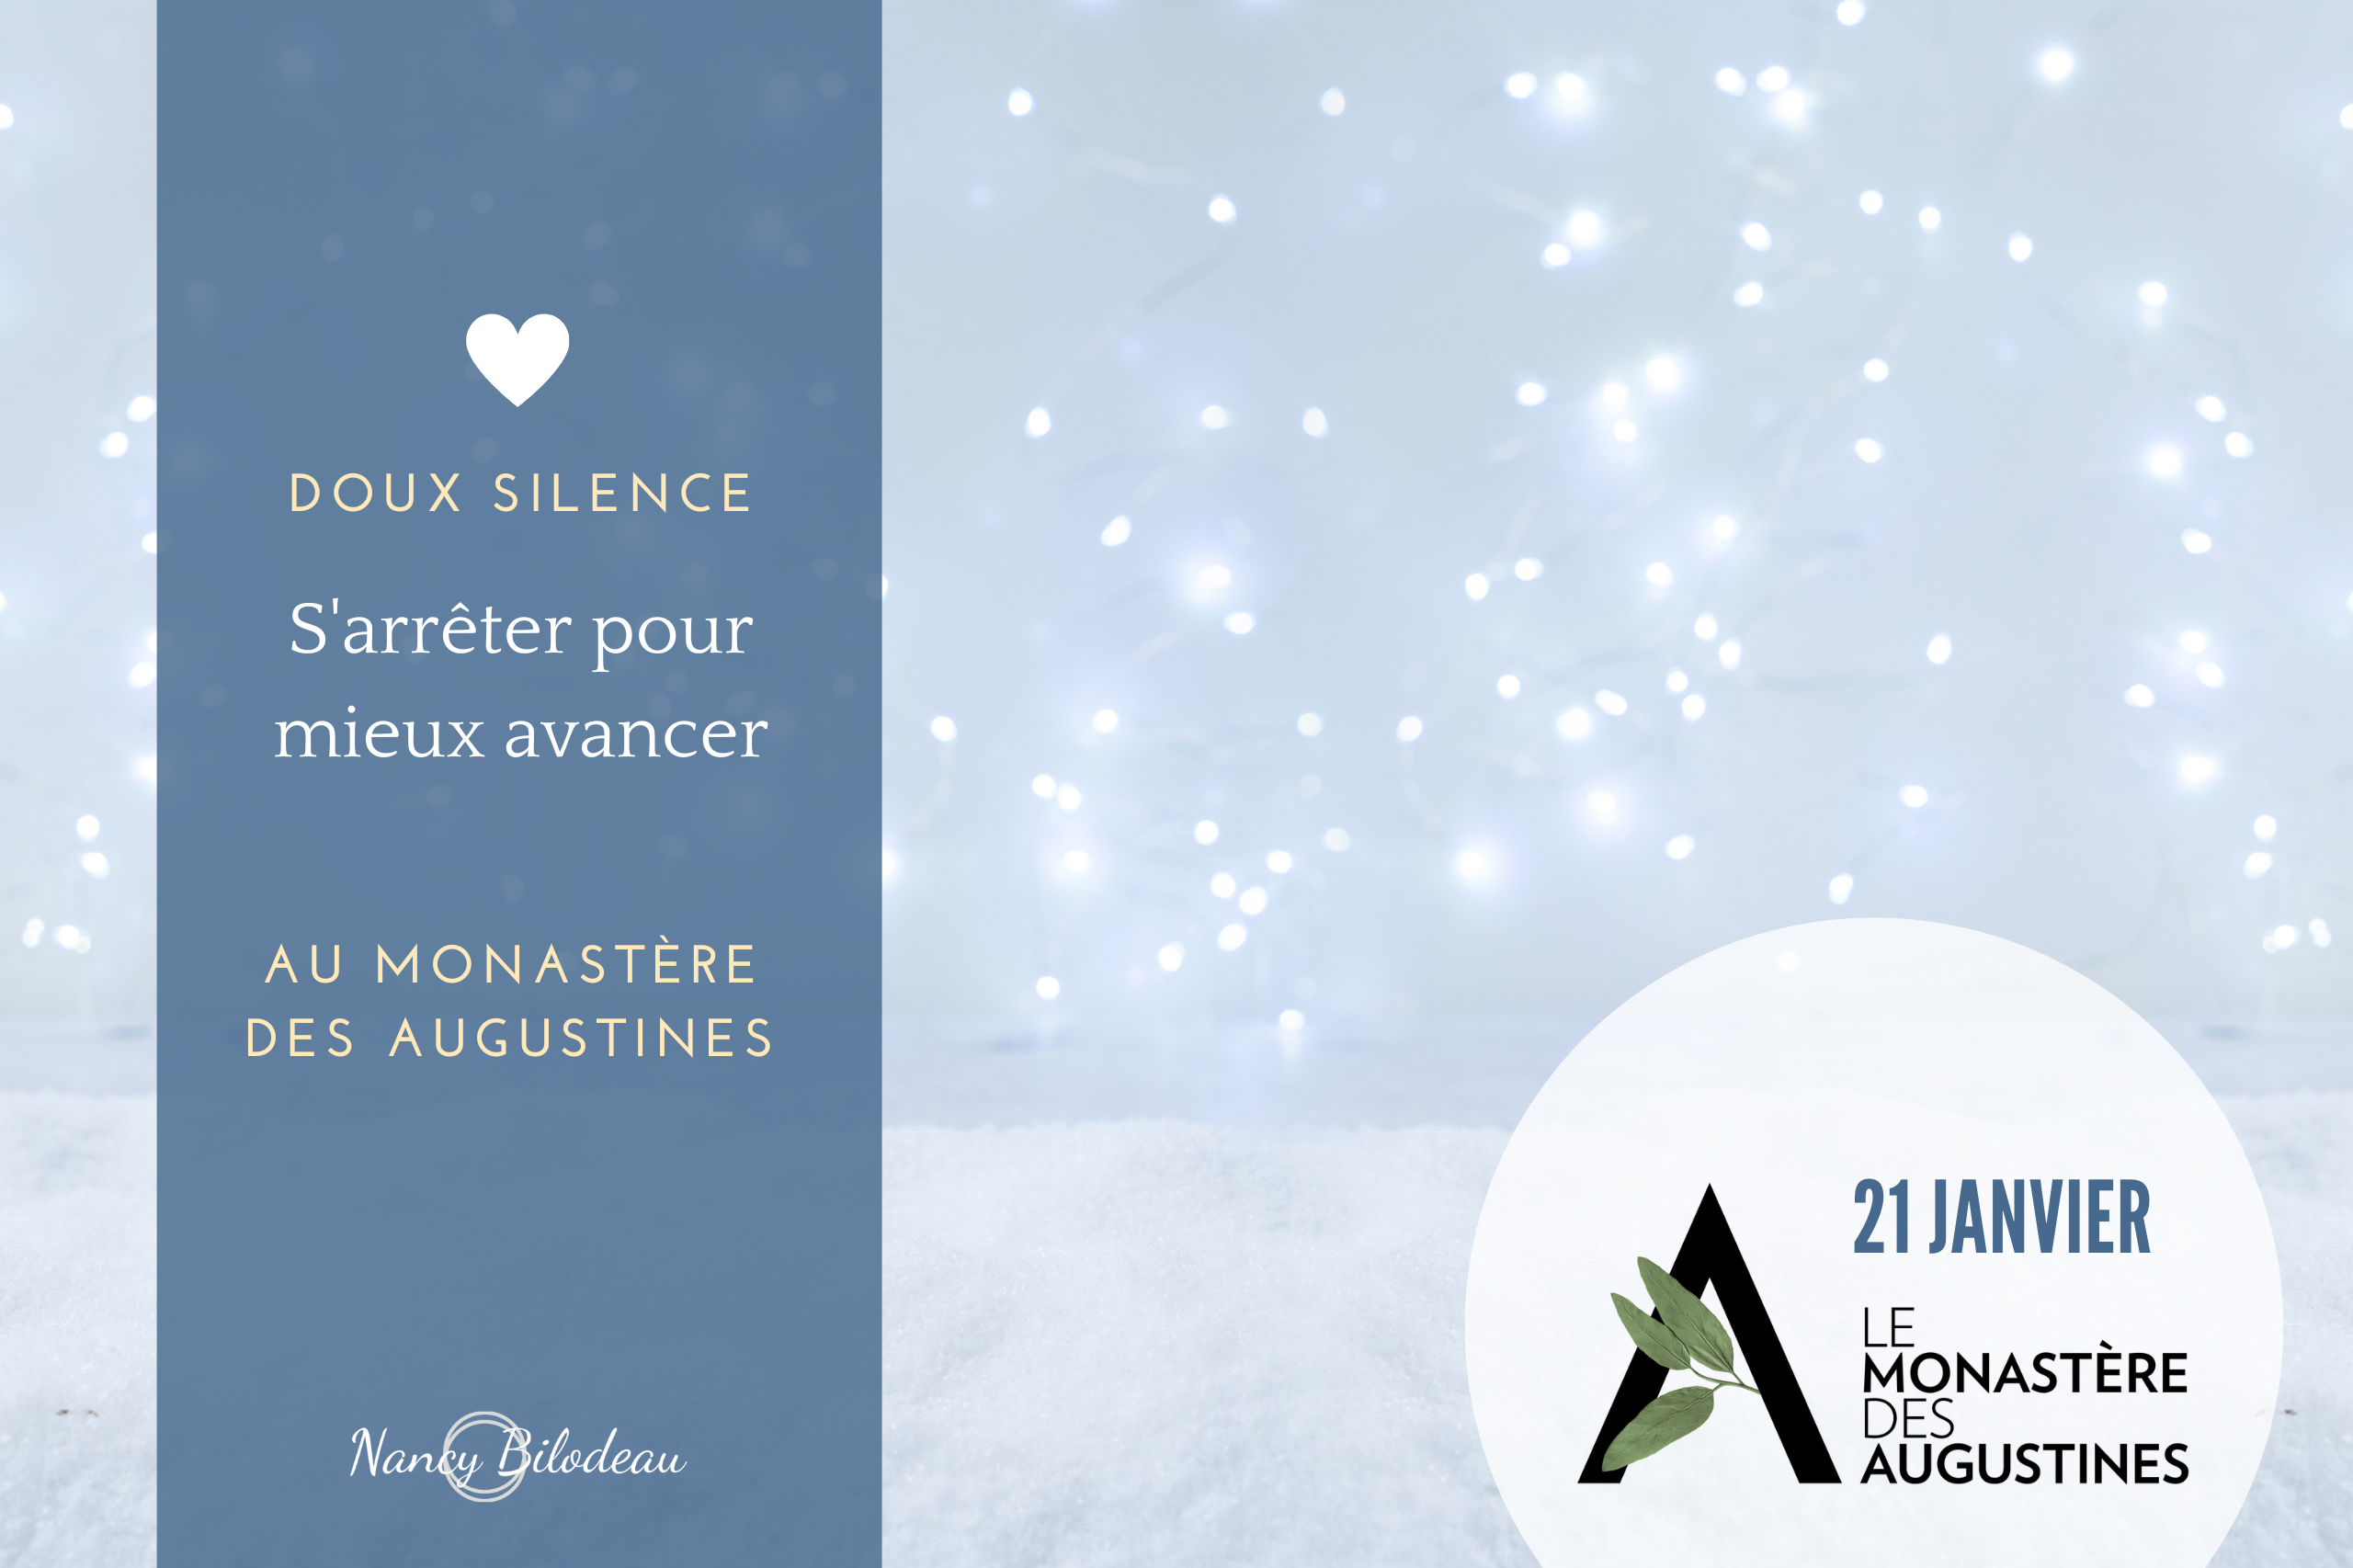 DOUX SILENCE
S'arrêter pour
mieux avancer
AU MONASTÈRE
DES AUGUSTINES
Nancy Bilodeau
21 JANVIER
LE
MONASTÈRE
DES
AUGUSTINES